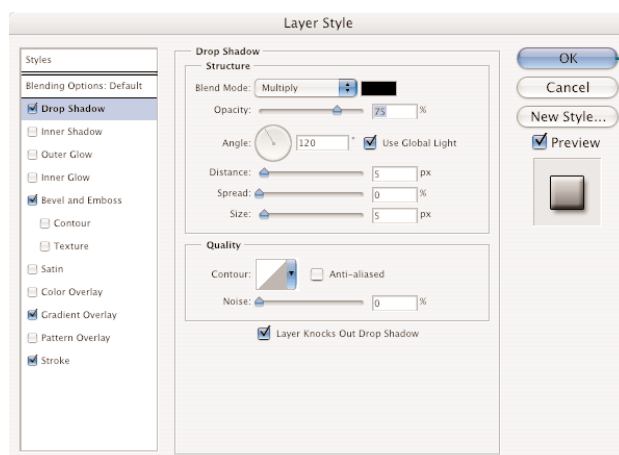 Layer Style
Styles
Blending Options: Default
Drop Shadow
Inner Shadow
Outer Glow
Inner Glow
Bevel and Emboss
Contour
Texture
Satin
Color Overlay
Gradient Overlay
Pattern Overlay
Stroke
Drop Shadow
Structure
Blend Mode: Multiply
Opacity: 75 %
Angle: 120 ° Use Global Light
Distance: 5 px
Spread: 0 %
Size: 5 px
Quality
Contour: Anti-aliased
Noise: 0 %
Layer Knocks Out Drop Shadow
OK
Cancel
New Style...
Preview